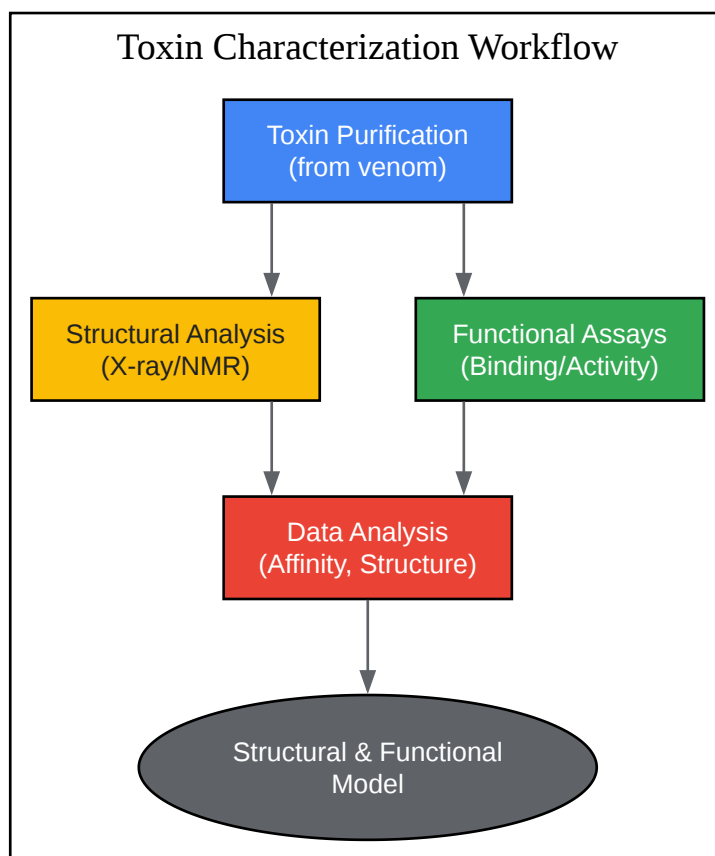 Toxin Characterization Workflow
Toxin Purification
(from venom)
Structural Analysis
(X-ray/NMR)
Functional Assays
(Binding/Activity)
Data Analysis
(Affinity, Structure)
Structural & Functional
Model